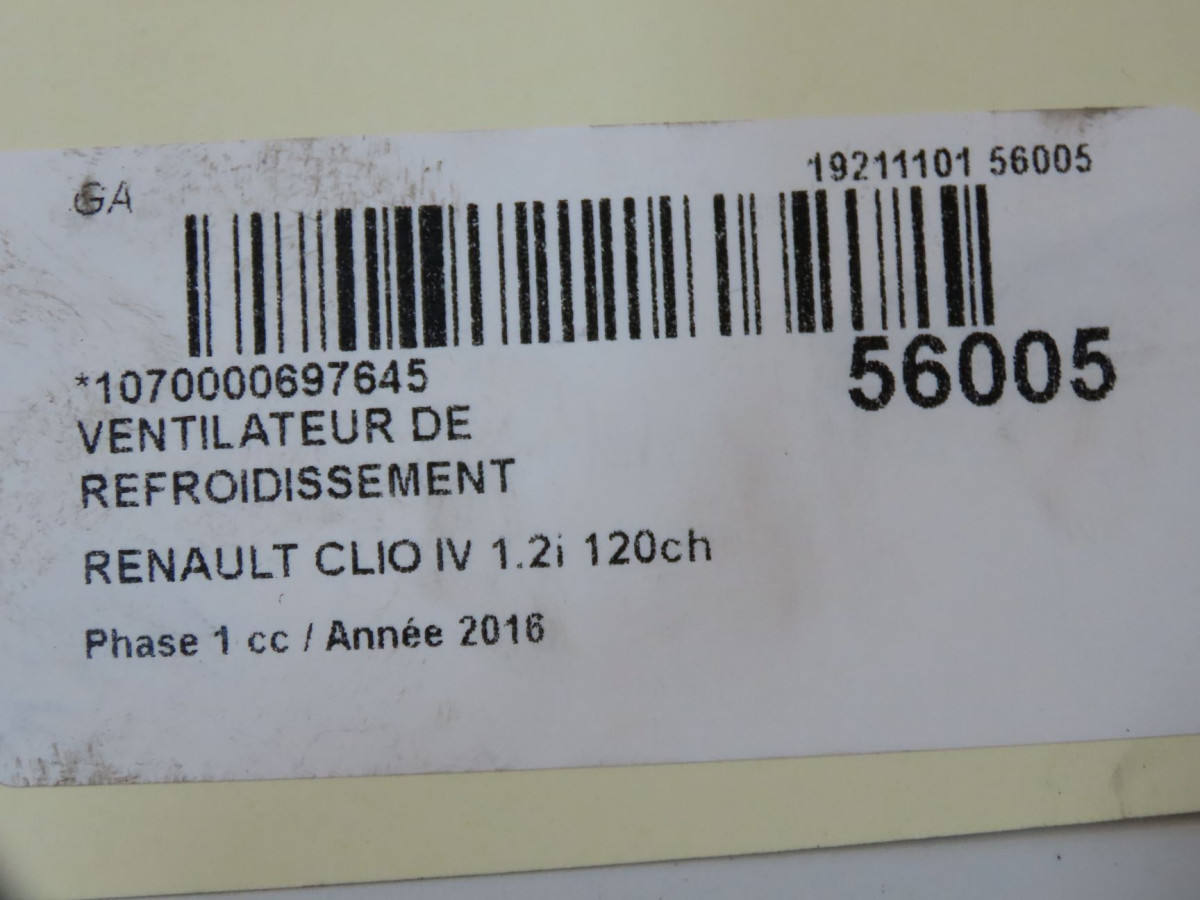 GA
19211101 56005
56005
*1070000697645
VENTILATEUR DE
REFROIDISSEMENT
RENAULT CLIO IV 1.2i 120ch
Phase 1 cc / Année 2016